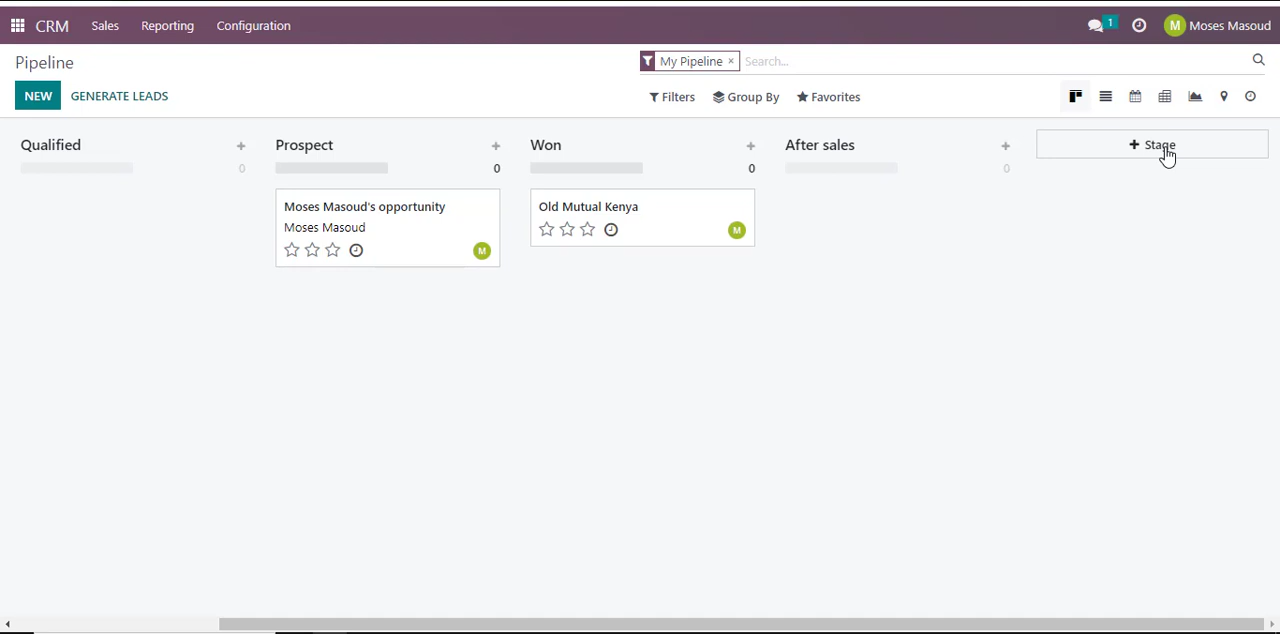 CRM Sales Reporting Configuration 1 M Moses Masoud
Pipeline My Pipeline × Search...
NEW GENERATE LEADS Filters Group By Favorites
Qualified + Prospect + Won + After sales + + Stage
0 0 0 0
Moses Masoud's opportunity
Moses Masoud
M
Old Mutual Kenya
M